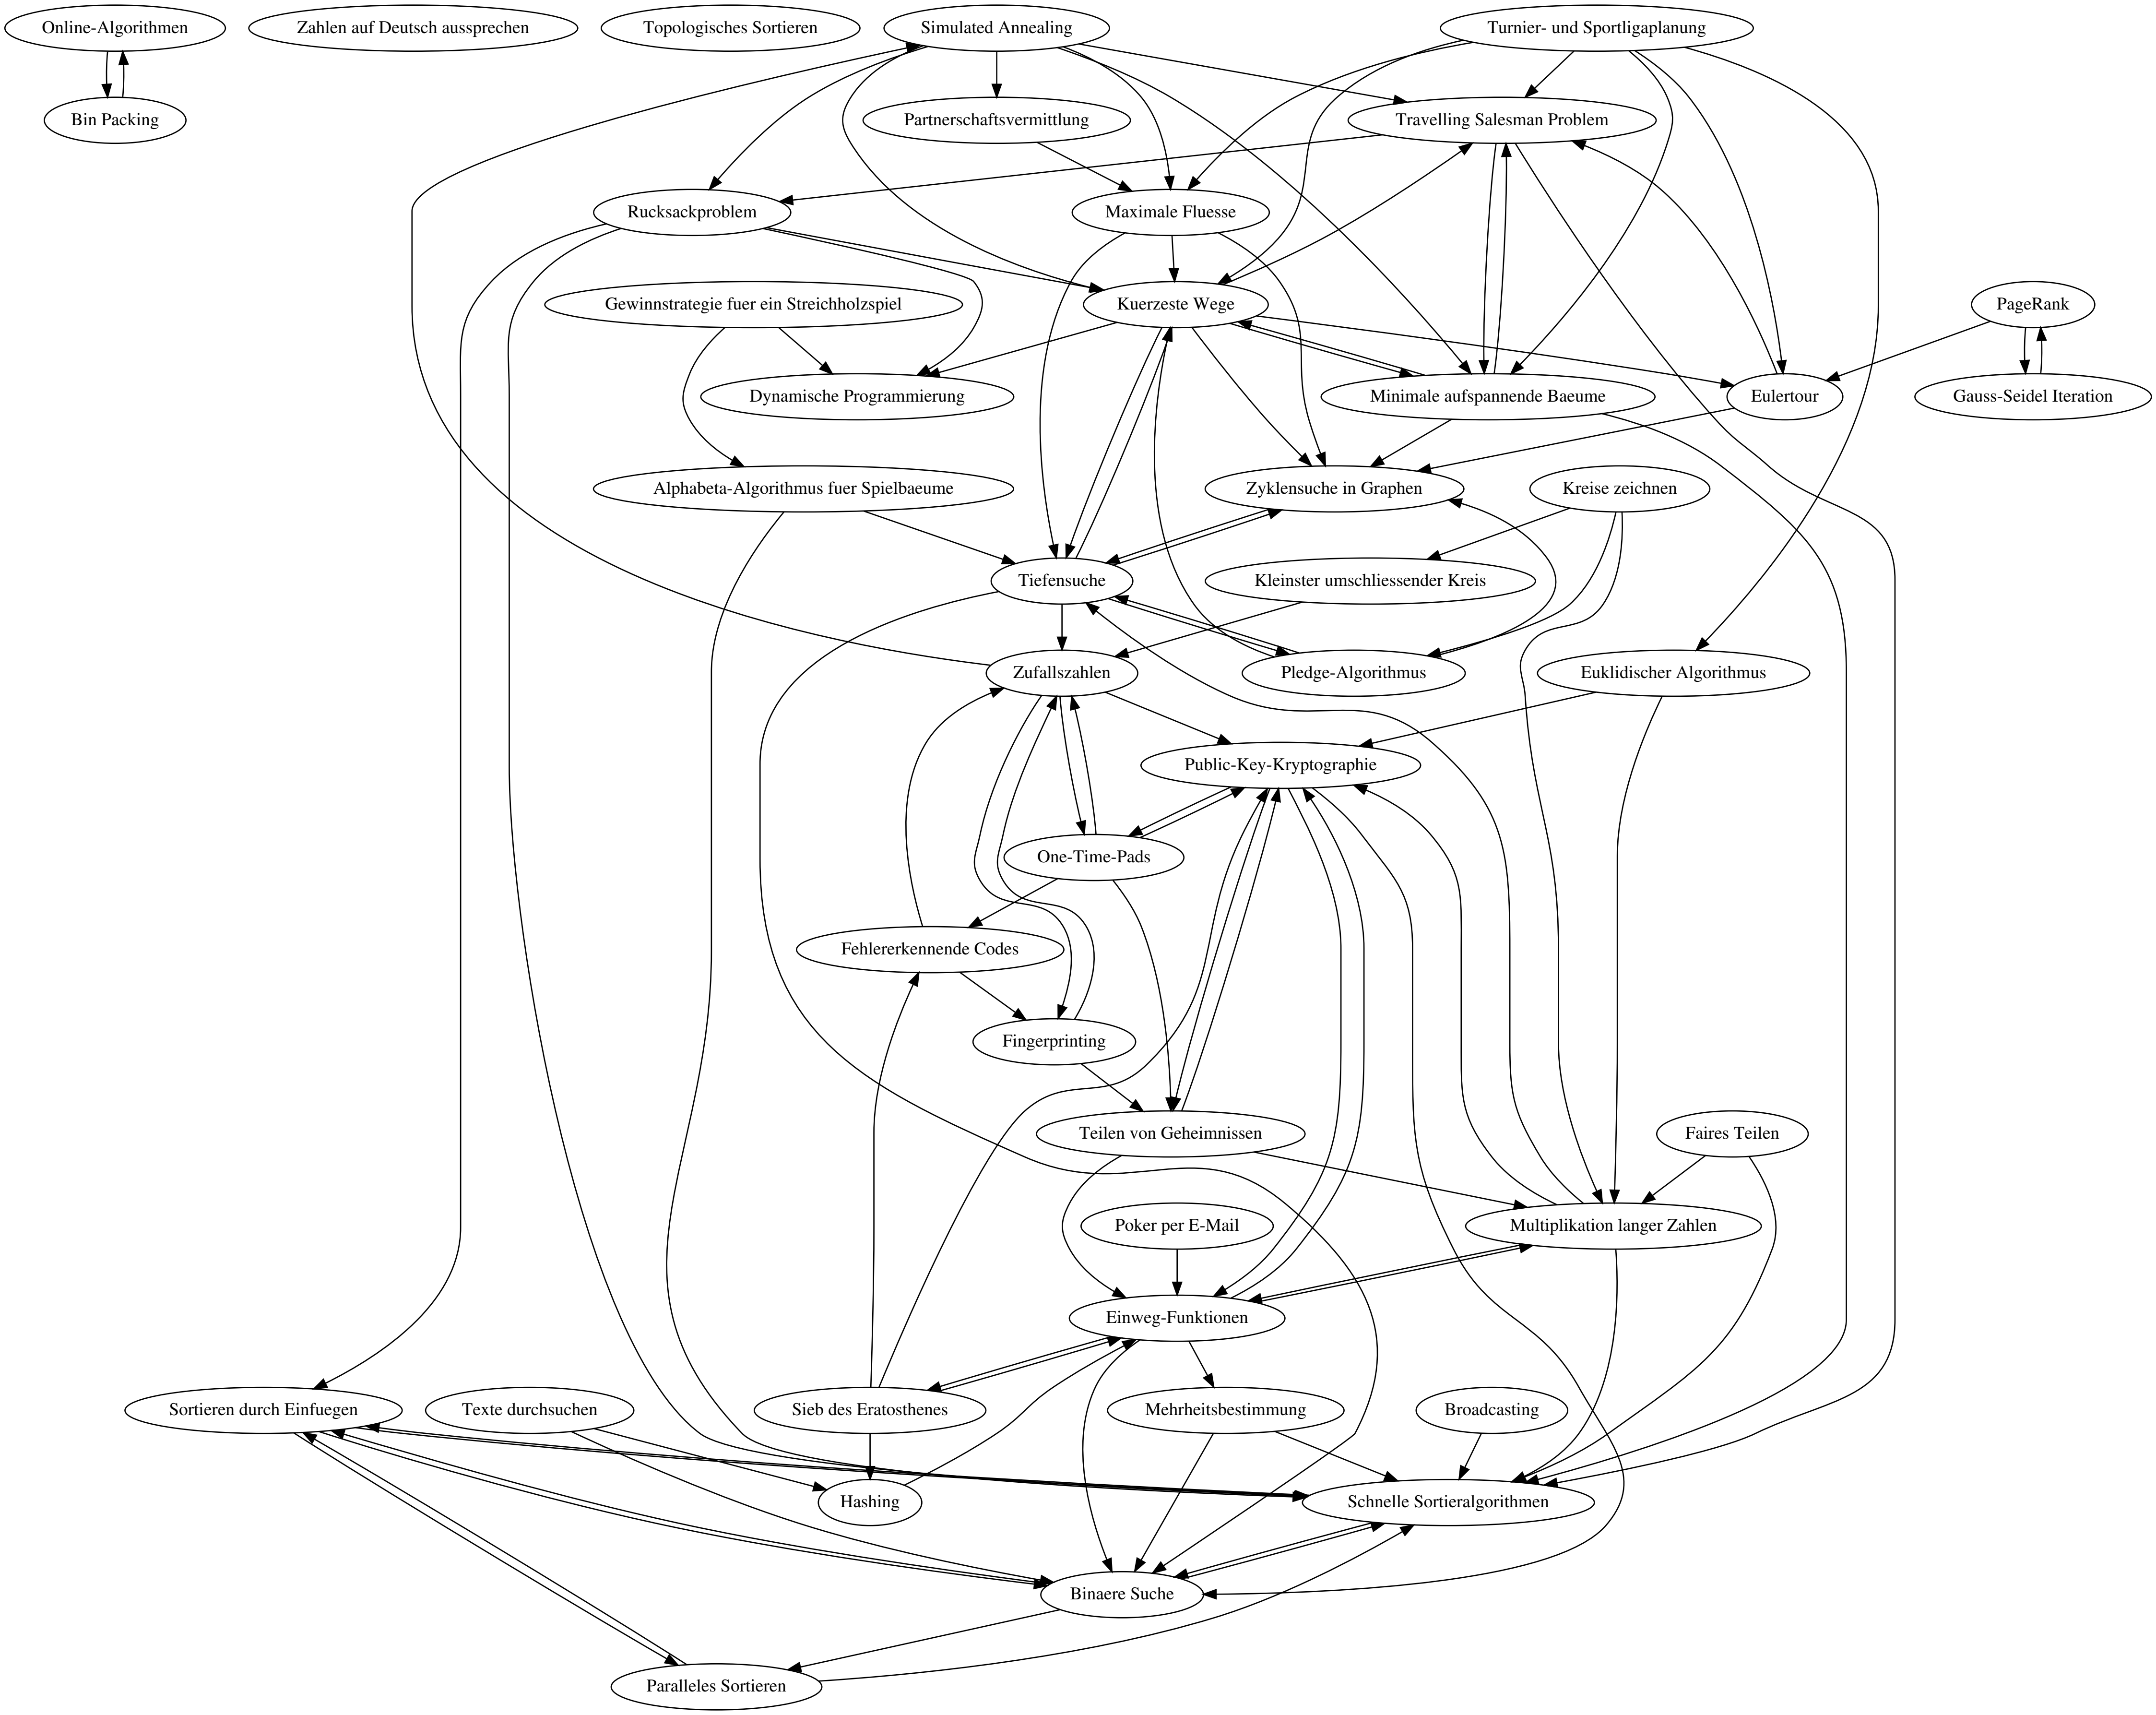 Online-Algorithmen
Zahlen auf Deutsch aussprechen
Topologisches Sortieren
Simulated Annealing
Turnier- und Sportligaplanung
Bin Packing
Partnerschaftsvermittlung
Travelling Salesman Problem
Rucksackproblem
Maximale Fluesse
Gewinnstrategie fuer ein Streichholzspiel
Kuerzeste Wege
PageRank
Dynamische Programmierung
Minimale aufspannende Baeume
Eulertour
Gauss-Seidel Iteration
Alphabeta-Algorithmus fuer Spielbaeume
Zyklensuche in Graphen
Kreise zeichnen
Tiefensuche
Kleinster umschliessender Kreis
Zufallszahlen
Pledge-Algorithmus
Euklidischer Algorithmus
Public-Key-Kryptographie
One-Time-Pads
Fehlererkennende Codes
Fingerprinting
Teilen von Geheimnissen
Faires Teilen
Poker per E-Mail
Multiplikation langer Zahlen
Einweg-Funktionen
Sortieren durch Einfuegen
Texte durchsuchen
Sieb des Eratosthenes
Mehrheitsbestimmung
Broadcasting
Hashing
Schnelle Sortieralgorithmen
Binaere Suche
Paralleles Sortieren